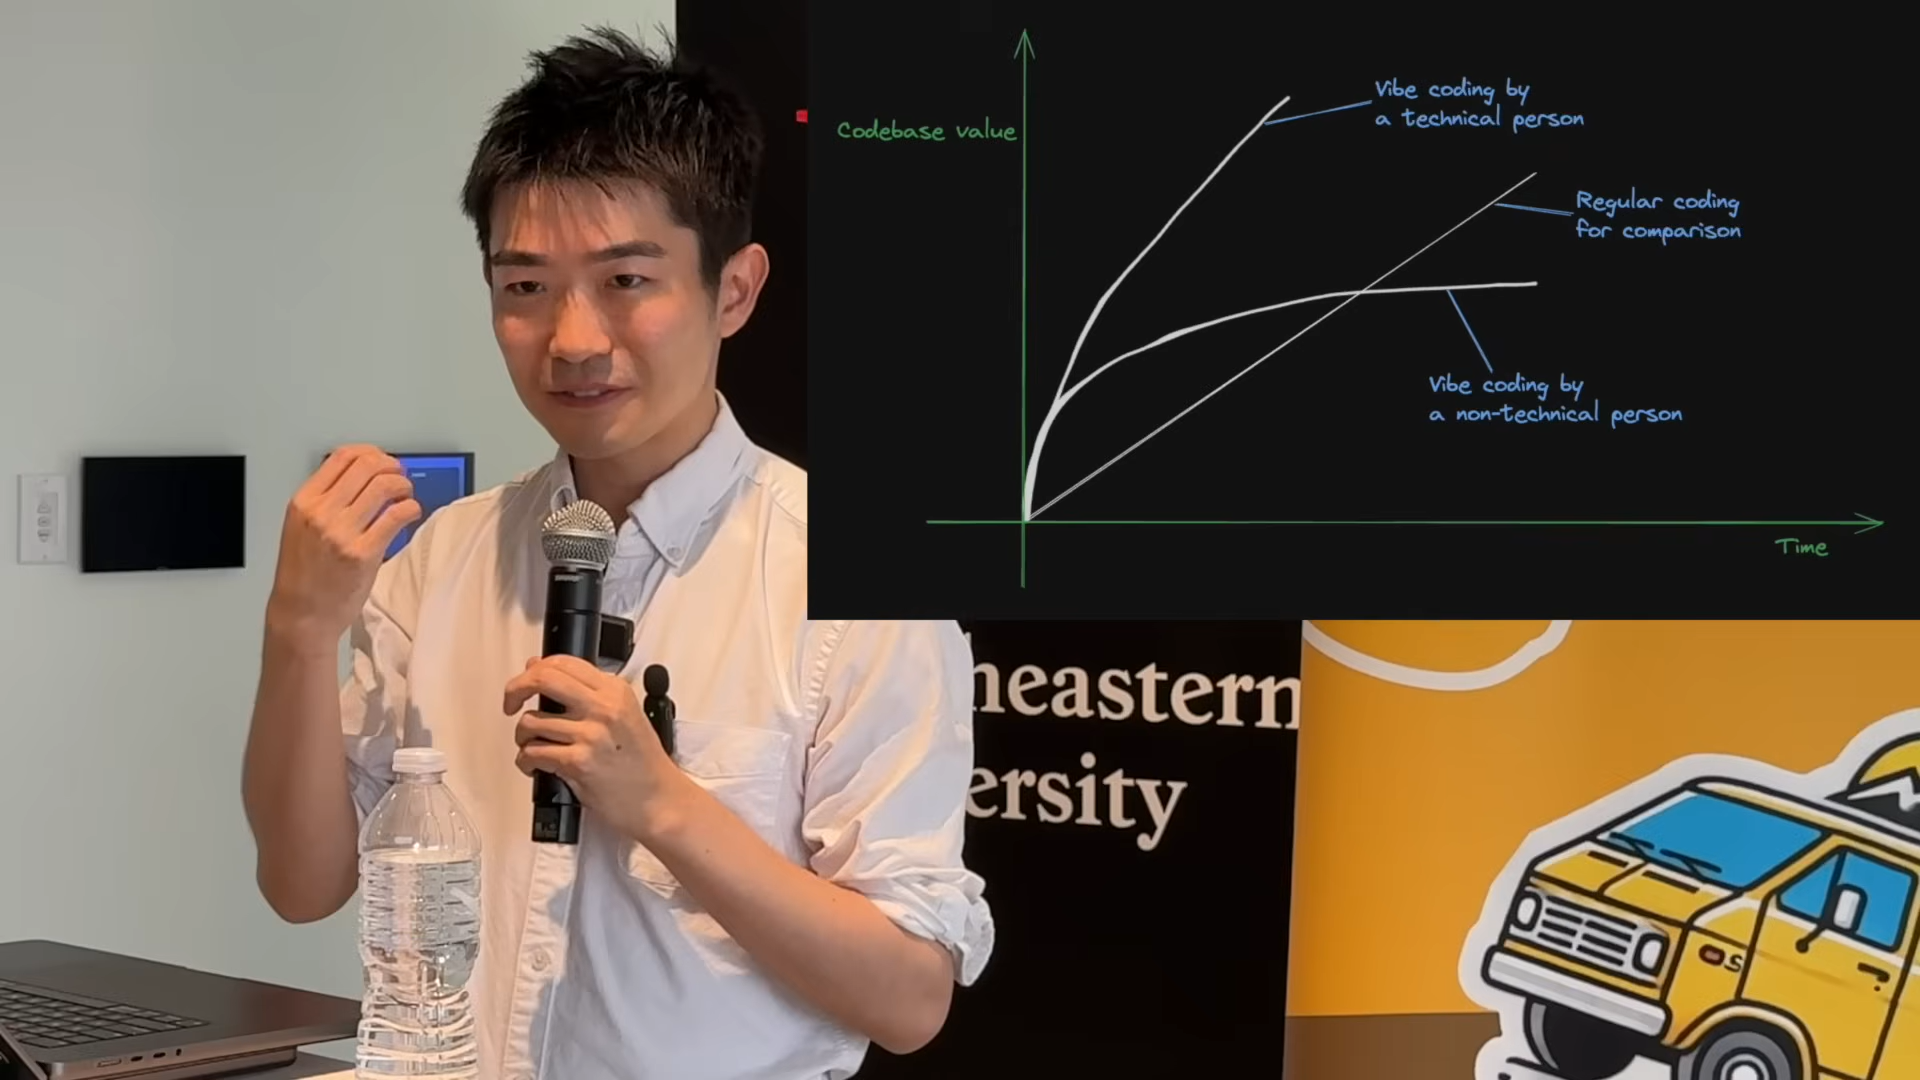 Codebase value
Vibe coding by
a technical person
Regular coding
for comparison
Vibe coding by
a non-technical person
Time
heastern
ersity
OS